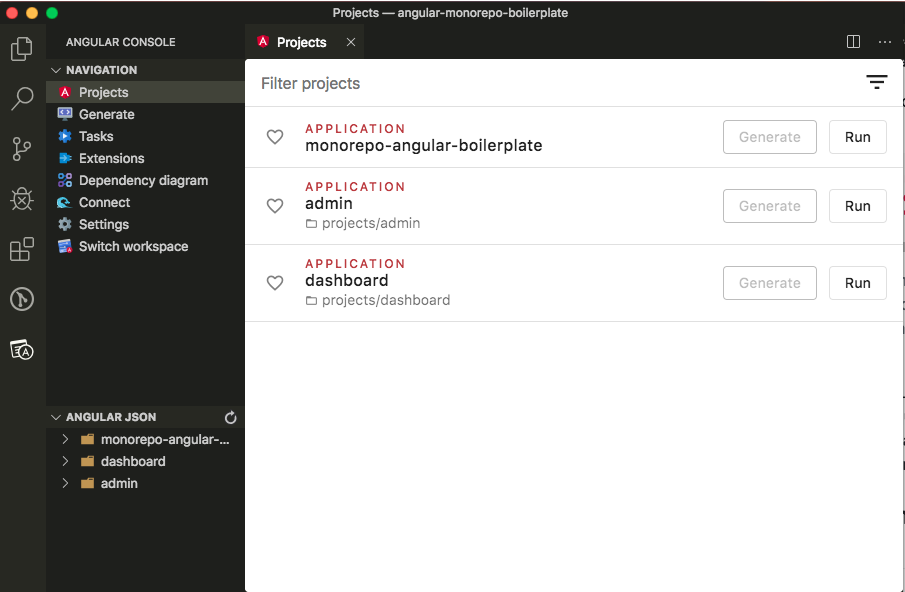 Projects — angular-monorepo-boilerplate
ANGULAR CONSOLE
NAVIGATION
Projects
Generate
Tasks
Extensions
Dependency diagram
Connect
Settings
Switch workspace
ANGULAR JSON
monorepo-angular-...
dashboard
admin
Projects
Filter projects
APPLICATION
monorepo-angular-boilerplate
Generate Run
APPLICATION
admin
projects/admin
Generate Run
APPLICATION
dashboard
projects/dashboard
Generate Run